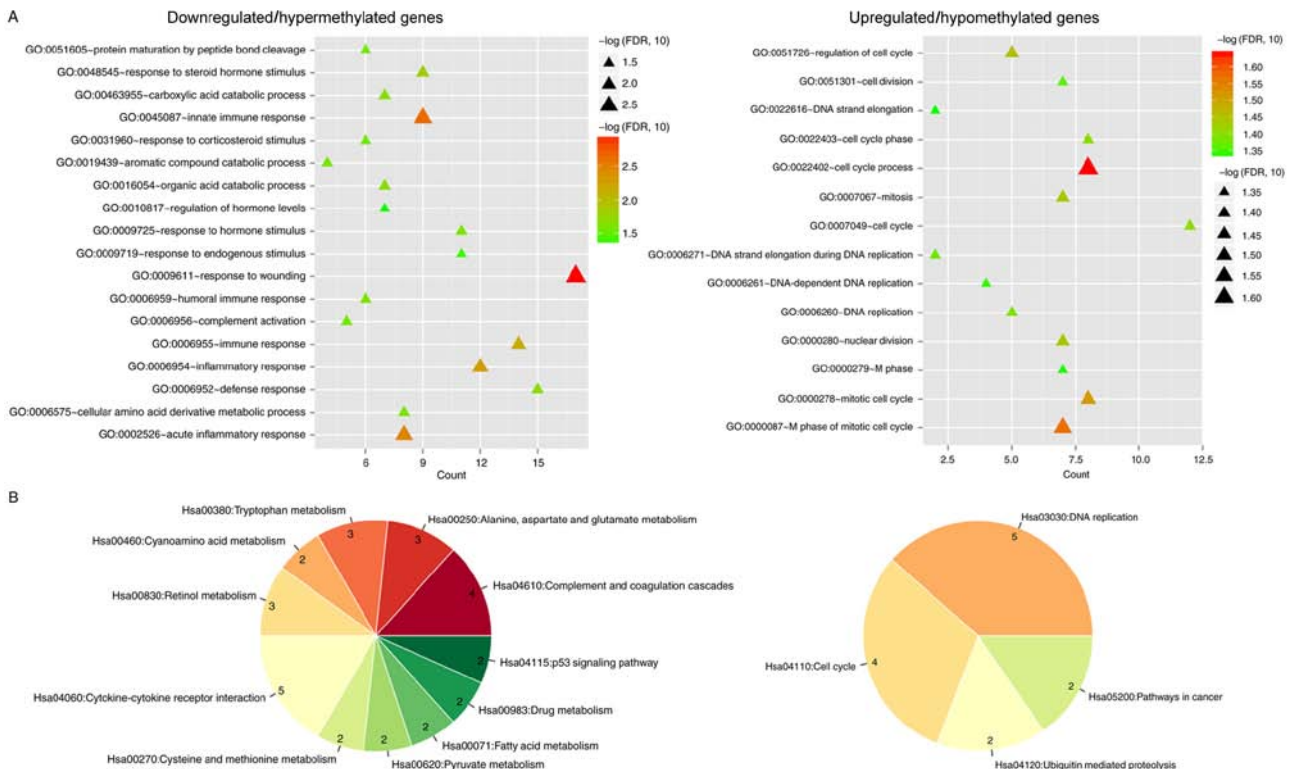 A
Downregulated/hypermethylated genes
GO:0051605~protein maturation by peptide bond cleavage
GO:0048545~response to steroid hormone stimulus
GO:00463955~carboxylic acid catabolic process
GO:0045087~innate immune response
GO:0031960~response to corticosteroid stimulus
GO:0019439~aromatic compound catabolic process
GO:0016054~organic acid catabolic process
GO:0010817~regulation of hormone levels
GO:0009725~response to hormone stimulus
GO:0009719~response to endogenous stimulus
GO:0009611~response to wounding
GO:0006959~humoral immune response
GO:0006956~complement activation
GO:0006955~immune response
GO:0006954~inflammatory response
GO:0006952~defense response
GO:0006575~cellular amino acid derivative metabolic process
GO:0002526~acute inflammatory response
6 9 12 15
Count
−log (FDR, 10)
1.5
2.0
2.5
−log (FDR, 10)
2.5
2.0
1.5
Upregulated/hypomethylated genes
GO:0051726~regulation of cell cycle
GO:0051301~cell division
GO:0022616~DNA strand elongation
GO:0022403~cell cycle phase
GO:0022402~cell cycle process
GO:0007067~mitosis
GO:0007049~cell cycle
GO:0006271~DNA strand elongation during DNA replication
GO:0006261~DNA-dependent DNA replication
GO:0006260~DNA replication
GO:0000280~nuclear division
GO:0000279~M phase
GO:0000278~mitotic cell cycle
GO:0000087~M phase of mitotic cell cycle
2.5 5.0 7.5 10.0 12.5
Count
−log (FDR, 10)
1.60
1.55
1.50
1.45
1.40
1.35
−log (FDR, 10)
1.35
1.40
1.45
1.50
1.55
1.60
B
Hsa00380:Tryptophan metabolism
3
Hsa00250:Alanine, aspartate and glutamate metabolism
3
Hsa00460:Cyanoamino acid metabolism
2
Hsa04610:Complement and coagulation cascades
4
Hsa00830:Retinol metabolism
3
Hsa04115:p53 signaling pathway
2
Hsa04060:Cytokine-cytokine receptor interaction
5
Hsa00983:Drug metabolism
2
Hsa00071:Fatty acid metabolism
2
Hsa00270:Cysteine and methionine metabolism
2
Hsa00620:Pyruvate metabolism
2
Hsa03030:DNA replication
5
Hsa04110:Cell cycle
4
Hsa05200:Pathways in cancer
2
Hsa04120:Ubiquitin mediated proteolysis
2